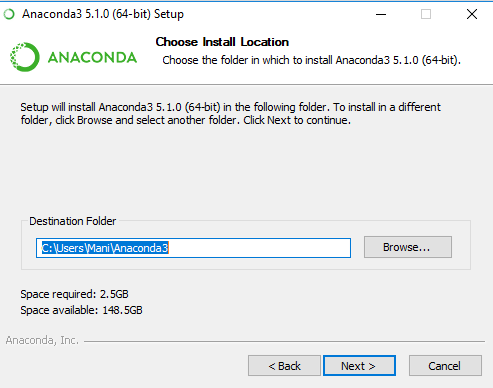 Anaconda3 5.1.0 (64-bit) Setup
Choose Install Location
Choose the folder in which to install Anaconda3 5.1.0 (64-bit).
ANACONDA
Setup will install Anaconda3 5.1.0 (64-bit) in the following folder. To install in a different
folder, click Browse and select another folder. Click Next to continue.
Destination Folder
C:\Users\Mani\Anaconda3
Browse...
Space required: 2.5GB
Space available: 148.5GB
Anaconda, Inc.
< Back
Next >
Cancel